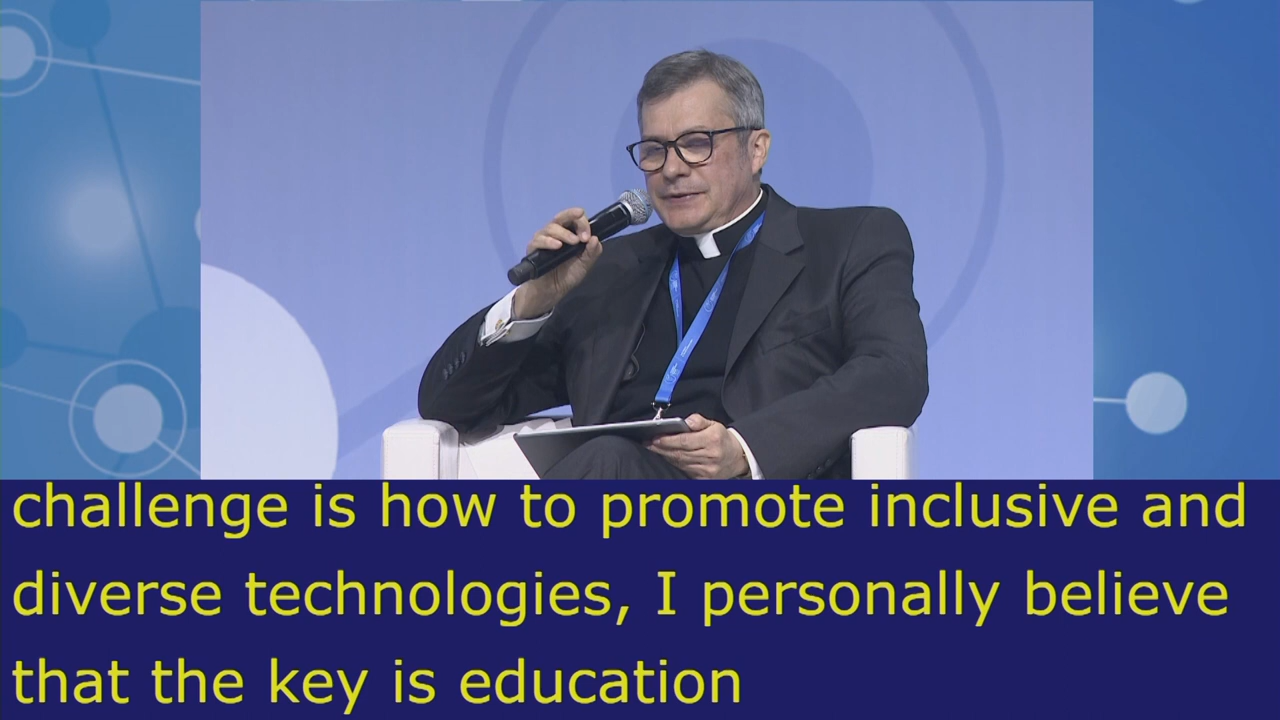 challenge is how to promote inclusive and
diverse technologies, I personally believe
that the key is education